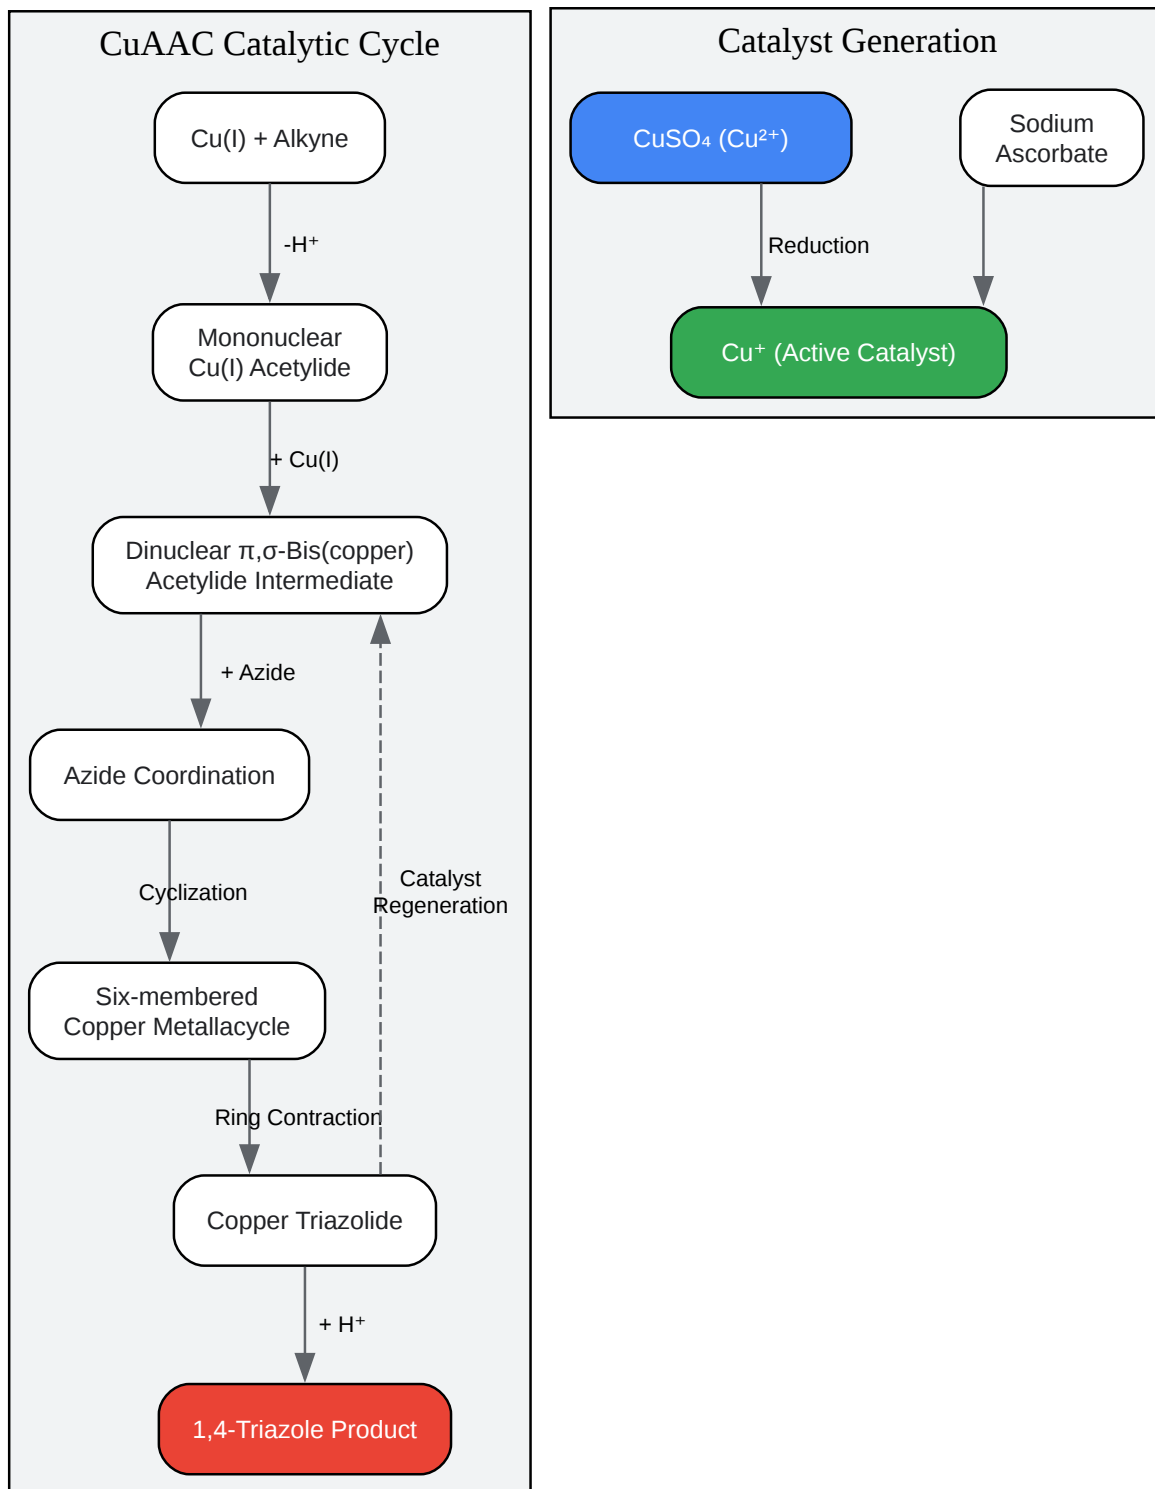 CuAAC Catalytic Cycle
Cu(I) + Alkyne
-H⁺
Mononuclear
Cu(I) Acetylide
+ Cu(I)
Dinuclear π,σ-Bis(copper)
Acetylide Intermediate
+ Azide
Azide Coordination
Cyclization
Catalyst
Regeneration
Six-membered
Copper Metallacycle
Ring Contraction
Copper Triazolide
+ H⁺
1,4-Triazole Product
Catalyst Generation
CuSO₄ (Cu²⁺)
Sodium
Ascorbate
Reduction
Cu⁺ (Active Catalyst)